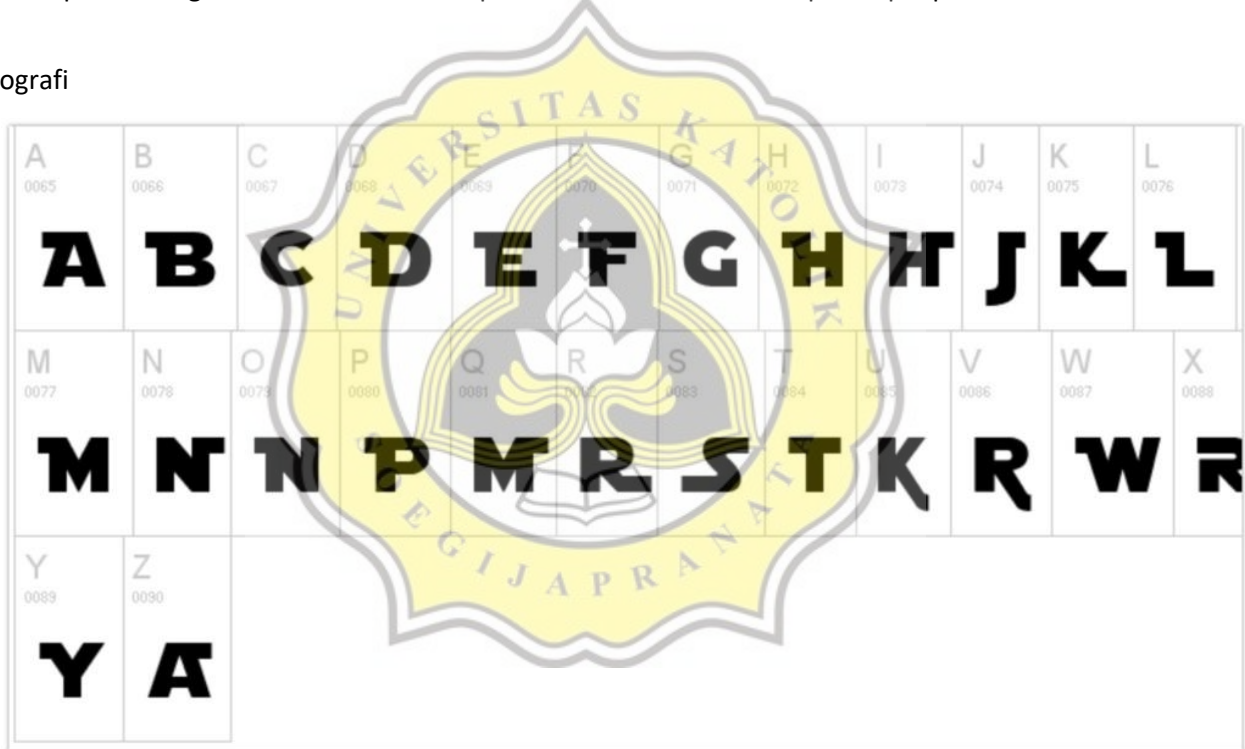 ografi
A B C D E F G H I J K L
0065 0066 0067 0068 0069 0070 0071 0072 0073 0074 0075 0076
A B C D E F G H H J K L
M N O P Q R S T U V W X
0077 0078 0079 0080 0081 0082 0083 0084 0085 0086 0087 0088
M N N P M R S T K R W R
Y Z
0089 0090
Y A
UNIVERSITAS KATOLIK
SOEGIJAPRANATA